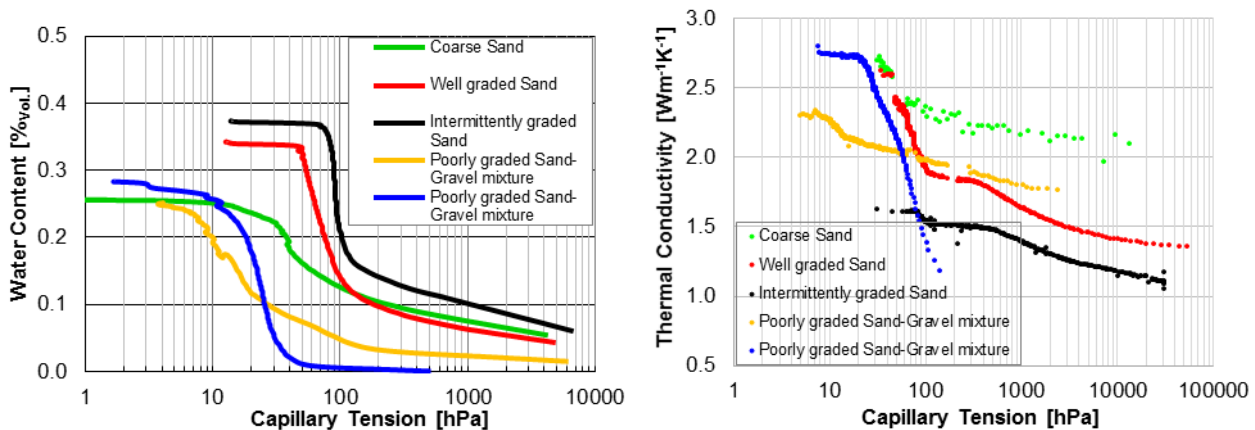 Water Content [%Vol.]
0.5
0.4
0.3
0.2
0.1
0.0
Coarse Sand
Well graded Sand
Intermittently graded
Sand
Poorly graded Sand-
Gravel mixture
Poorly graded Sand-
Gravel mixture
1 10 100 1000 10000
Capillary Tension [hPa]
Thermal Conductivity [Wm-1K-1]
3.0
2.5
2.0
1.5
1.0
0.5
Coarse Sand
Well graded Sand
Intermittently graded Sand
Poorly graded Sand-Gravel mixture
Poorly graded Sand-Gravel mixture
1 10 100 1000 10000 100000
Capillary Tension [hPa]